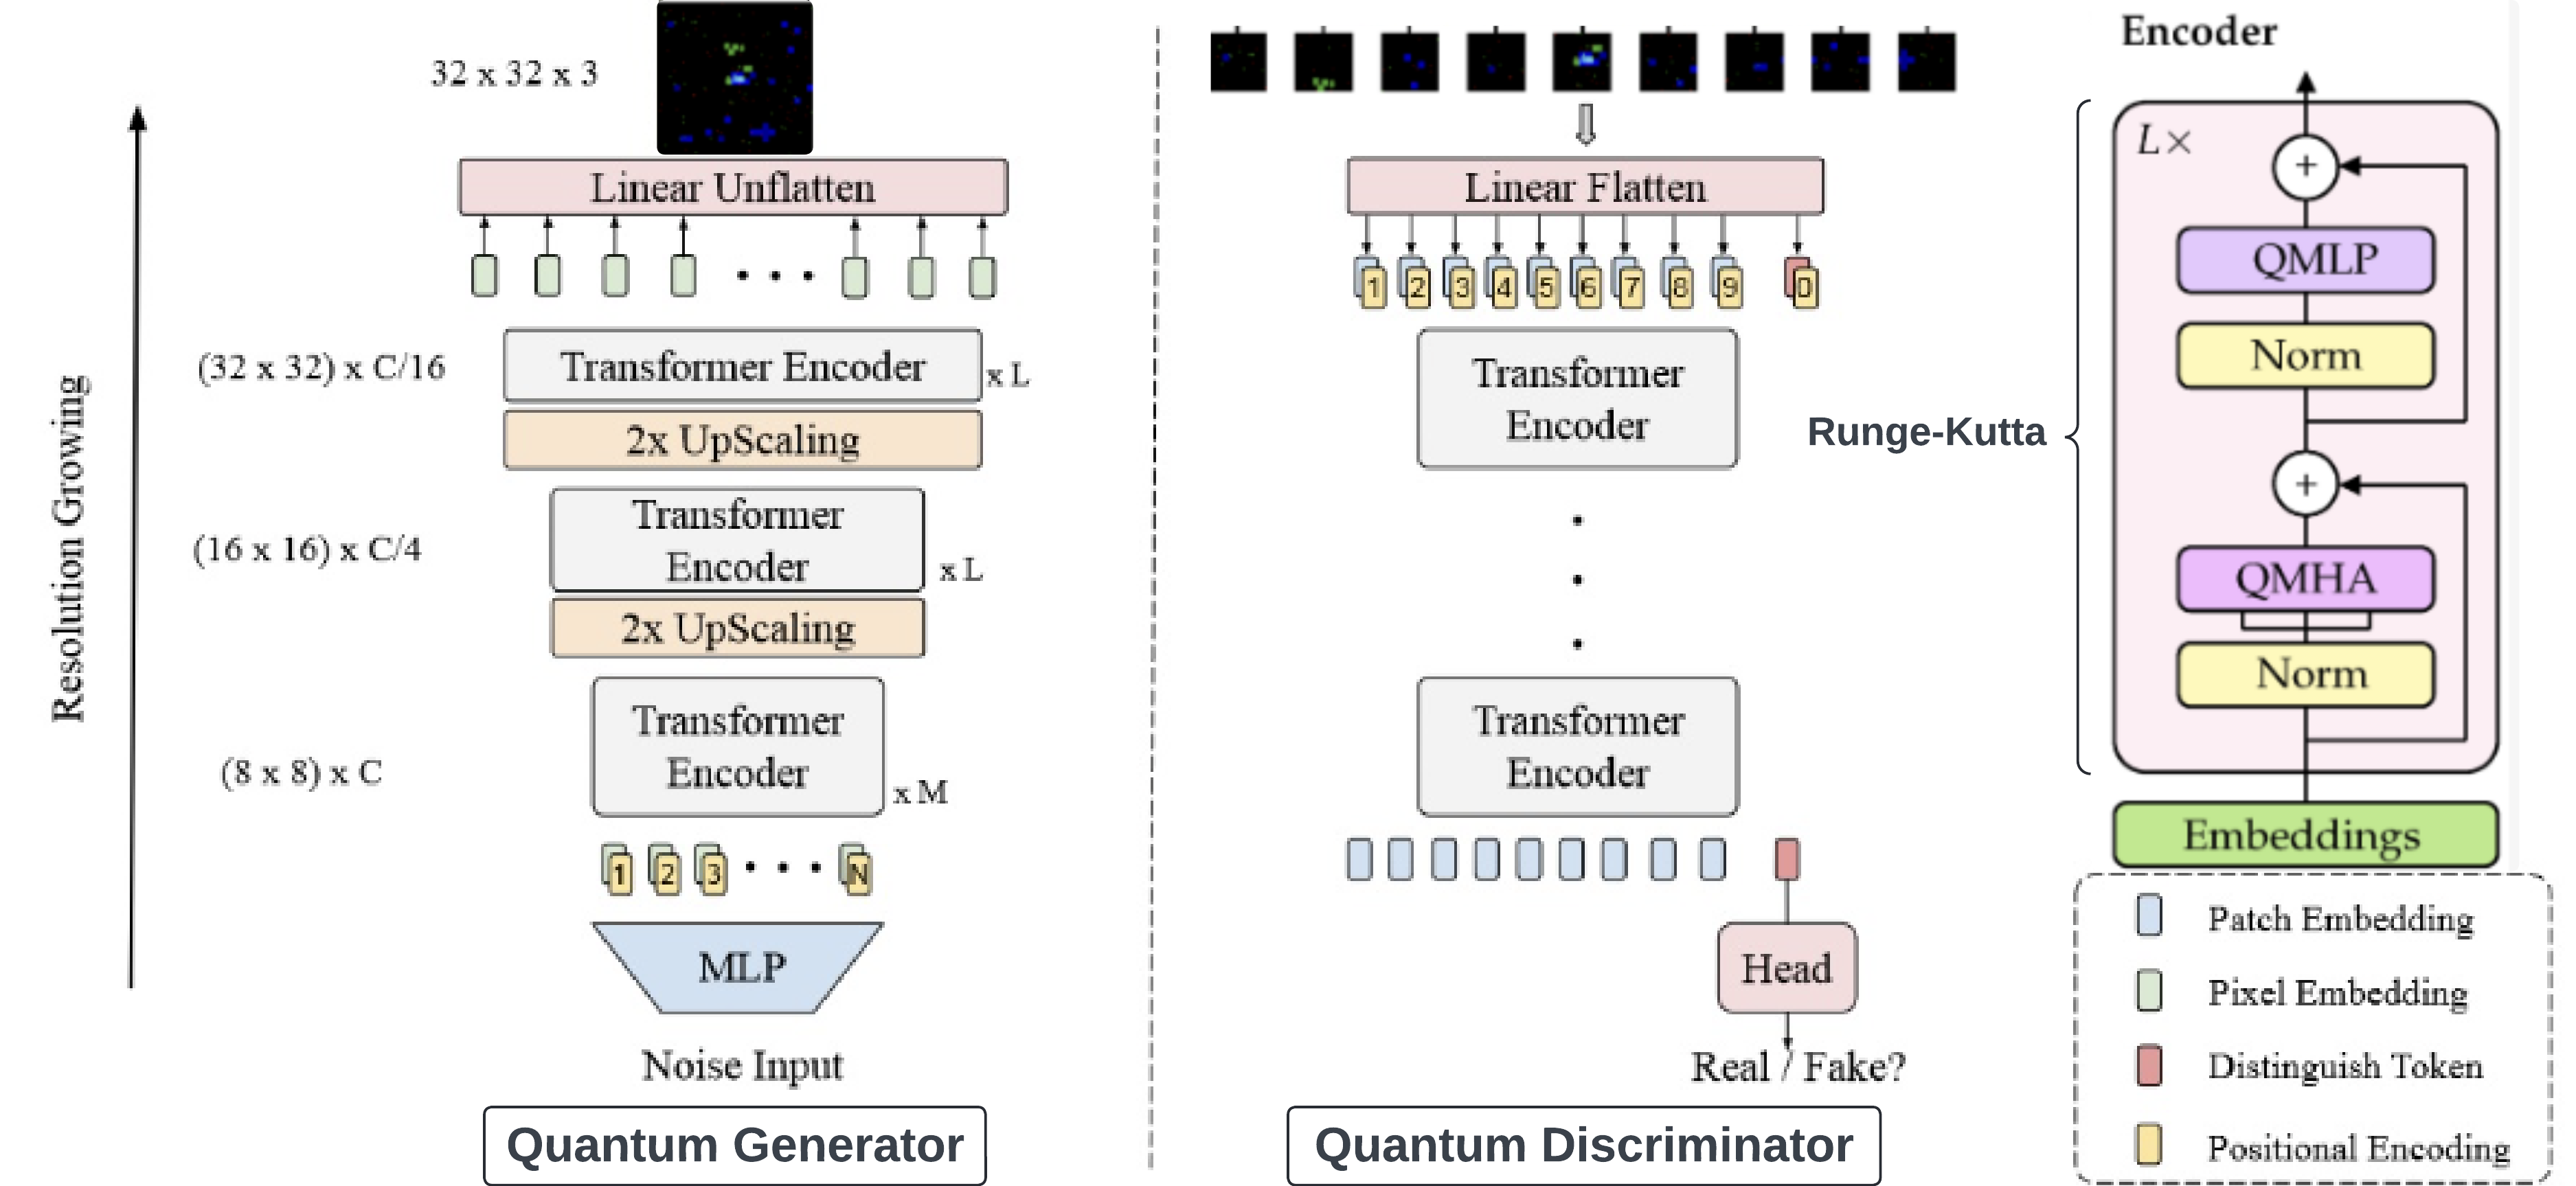 32 x 32 x 3
Linear Unflatten
(32 x 32) x C/16
Transformer Encoder
x L
2x UpScaling
(16 x 16) x C/4
Transformer
Encoder
x L
2x UpScaling
(8 x 8) x C
Transformer
Encoder
x M
1 2 3 N
MLP
Noise Input
Quantum Generator
Resolution Growing
Linear Flatten
1 2 3 4 5 6 7 8 9 0
Transformer
Encoder
Transformer
Encoder
Head
Real / Fake?
Quantum Discriminator
Encoder
Runge-Kutta
L×
+
QMLP
Norm
+
QMHA
Norm
Embeddings
Patch Embedding
Pixel Embedding
Distinguish Token
Positional Encoding